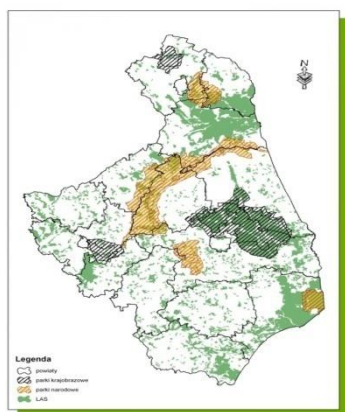 N
Legenda
powiaty
parki krajobrazowe
parki narodowe
LAS